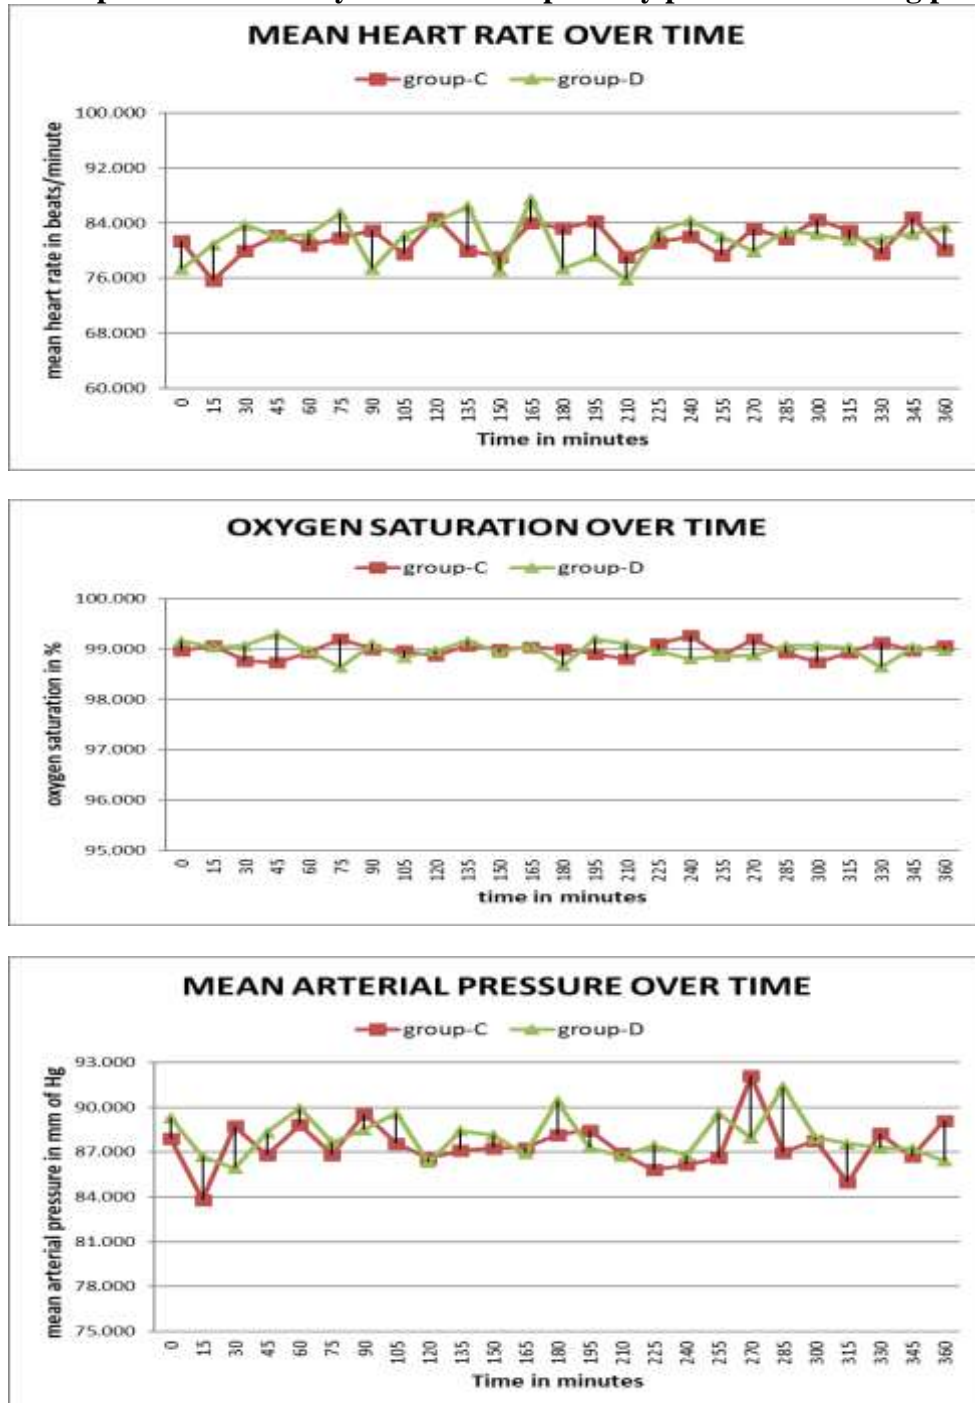 MEAN HEART RATE OVER TIME
group-C group-D
mean heart rate in beats/minute
100.000
92.000
84.000
76.000
68.000
60.000
0 15 30 45 60 75 90 105 120 135 150 165 180 195 210 225 240 255 270 285 300 315 330 345 360
Time in minutes
OXYGEN SATURATION OVER TIME
group-C group-D
oxygen saturation in %
100.000
99.000
98.000
97.000
96.000
95.000
0 15 30 45 60 75 90 105 120 135 150 165 180 195 210 225 240 255 270 285 300 315 330 345 360
time in minutes
MEAN ARTERIAL PRESSURE OVER TIME
group-C group-D
mean arterial pressure in mm of Hg
93.000
90.000
87.000
84.000
81.000
78.000
75.000
0 15 30 45 60 75 90 105 120 135 150 165 180 195 210 225 240 255 270 285 300 315 330 345 360
Time in minutes